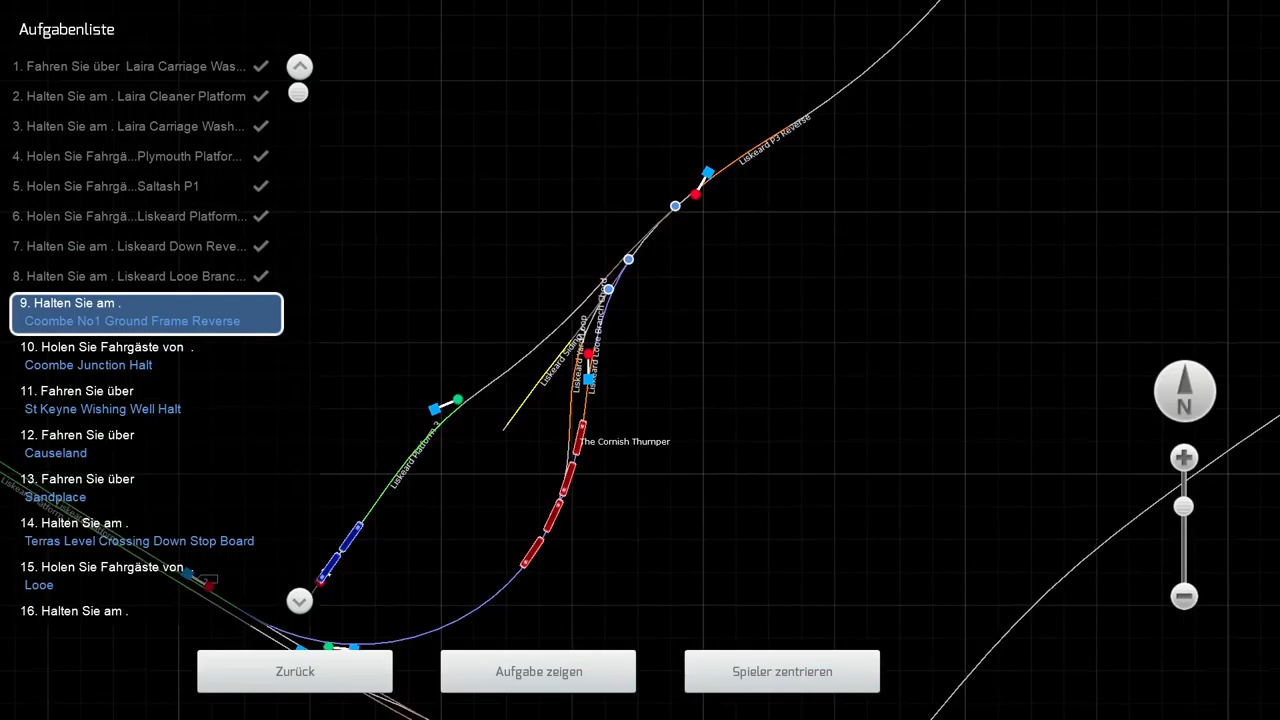 Aufgabenliste
1. Fahren Sie über  Laira Carriage Was...
2. Halten Sie am . Laira Cleaner Platform
3. Halten Sie am . Laira Carriage Wash...
4. Holen Sie Fahrgä...Plymouth Platfor...
5. Holen Sie Fahrgä...Saltash P1
6. Holen Sie Fahrgä...Liskeard Platform...
7. Halten Sie am . Liskeard Down Reve...
8. Halten Sie am . Liskeard Looe Branc...
9. Halten Sie am .
Coombe No1 Ground Frame Reverse
10. Holen Sie Fahrgäste von  .
Coombe Junction Halt
11. Fahren Sie über
St Keyne Wishing Well Halt
12. Fahren Sie über
Causeland
13. Fahren Sie über
Sandplace
14. Halten Sie am .
Terras Level Crossing Down Stop Board
15. Holen Sie Fahrgäste von  .
Looe
16. Halten Sie am .
Liskeard P3 Reverse
Liskeard Siding
Liskeard Looe Branch Chord
The Cornish Thumper
Liskeard Platform 3
N
Zurück
Aufgabe zeigen
Spieler zentrieren